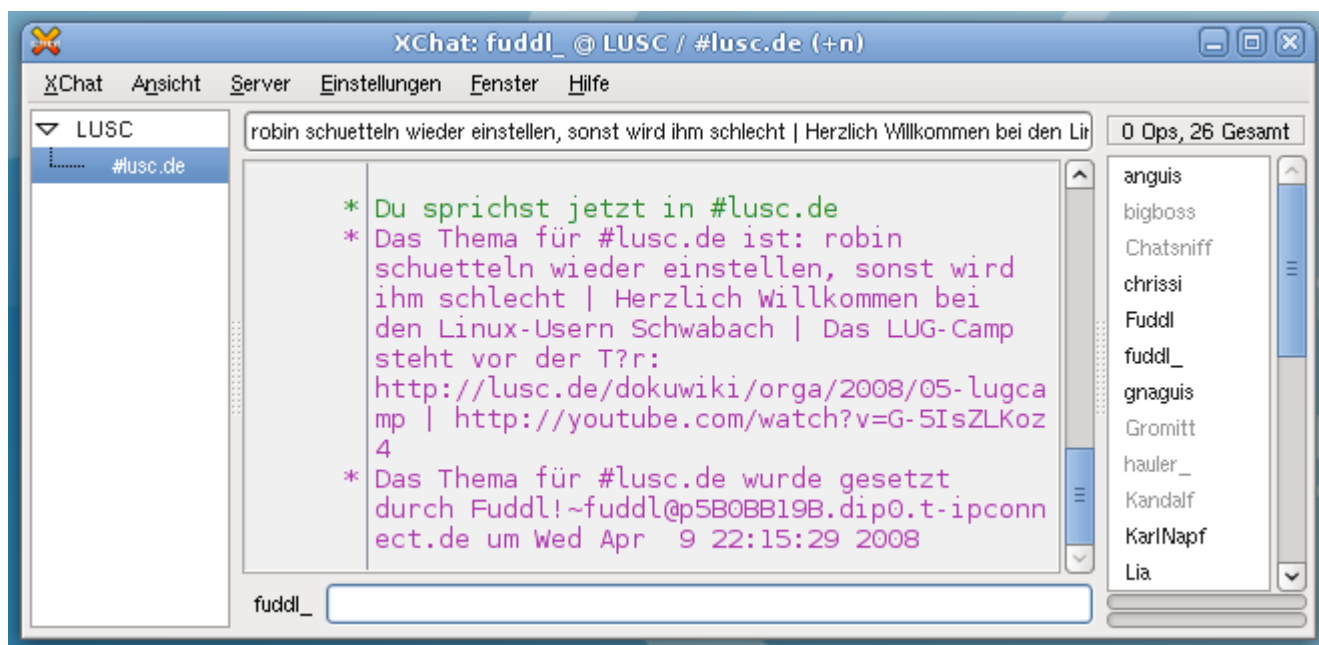 XChat: fuddl_ @ LUSC / #lusc.de (+n)
XChat Ansicht Server Einstellungen Fenster Hilfe
LUSC
#lusc.de
robin schuetteln wieder einstellen, sonst wird ihm schlecht | Herzlich Willkommen bei den Lin
* Du sprichst jetzt in #lusc.de
* Das Thema für #lusc.de ist: robin
schuetteln wieder einstellen, sonst wird
ihm schlecht | Herzlich Willkommen bei
den Linux-Usern Schwabach | Das LUG-Camp
steht vor der T?r:
http://lusc.de/dokuwiki/orga/2008/05-lugca
mp | http://youtube.com/watch?v=G-5IsZLKoz
4
* Das Thema für #lusc.de wurde gesetzt
durch Fuddl!~fuddl@p5B0BB19B.dip0.t-ipconn
ect.de um Wed Apr  9 22:15:29 2008
fuddl_
0 Ops, 26 Gesamt
anguis
bigboss
Chatsniff
chrissi
Fuddl
fuddl_
gnaguis
Gromitt
hauler_
Kandalf
KarlNapf
Lia